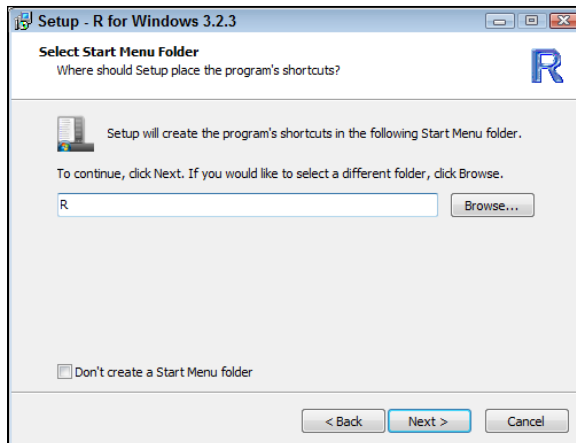 Setup - R for Windows 3.2.3
Select Start Menu Folder
Where should Setup place the program's shortcuts?
R
Setup will create the program's shortcuts in the following Start Menu folder.
To continue, click Next. If you would like to select a different folder, click Browse.
R
Browse...
Don't create a Start Menu folder
< Back
Next >
Cancel